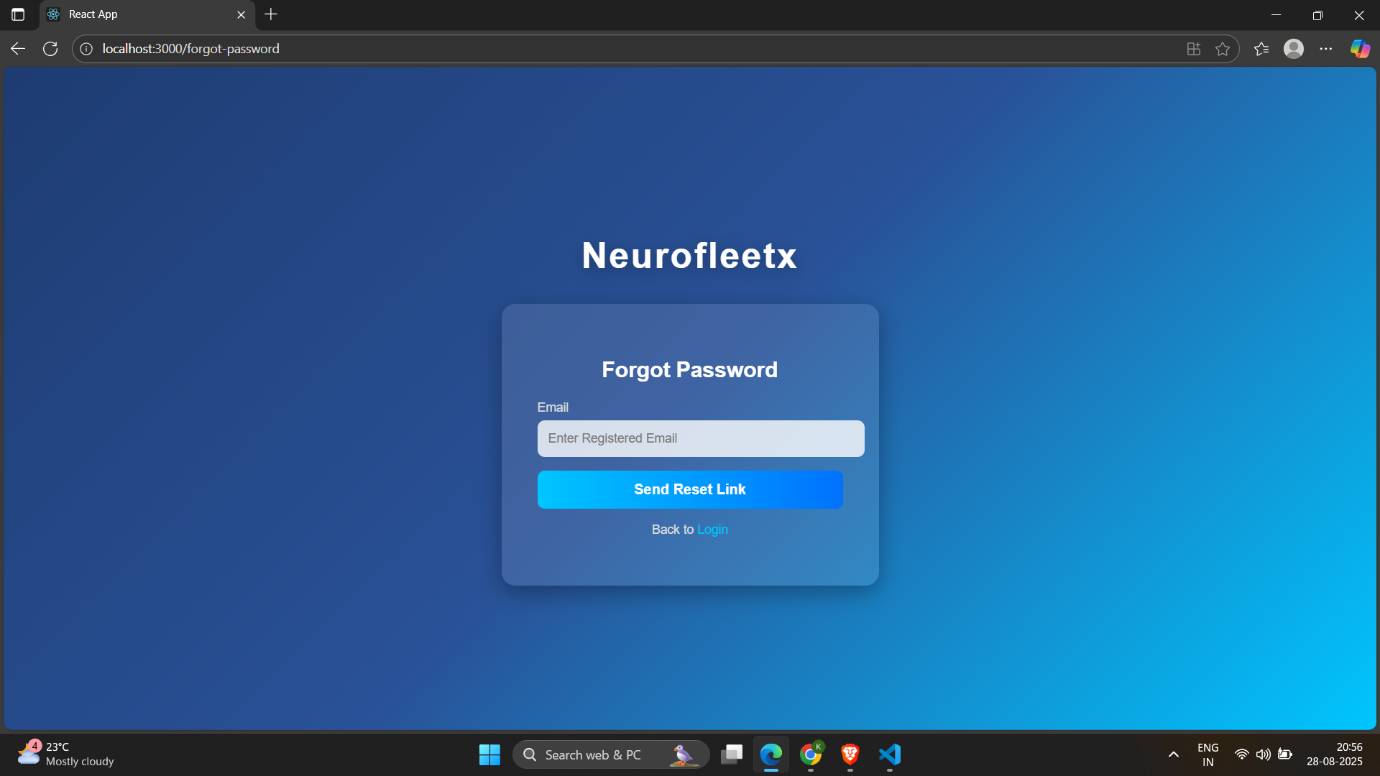 React App
localhost:3000/forgot-password
Neurofleetx
Forgot Password
Email
Enter Registered Email
Send Reset Link
Back to Login
4
23°C
Mostly cloudy
Search web & PC
K
ENG
IN
20:56
28-08-2025